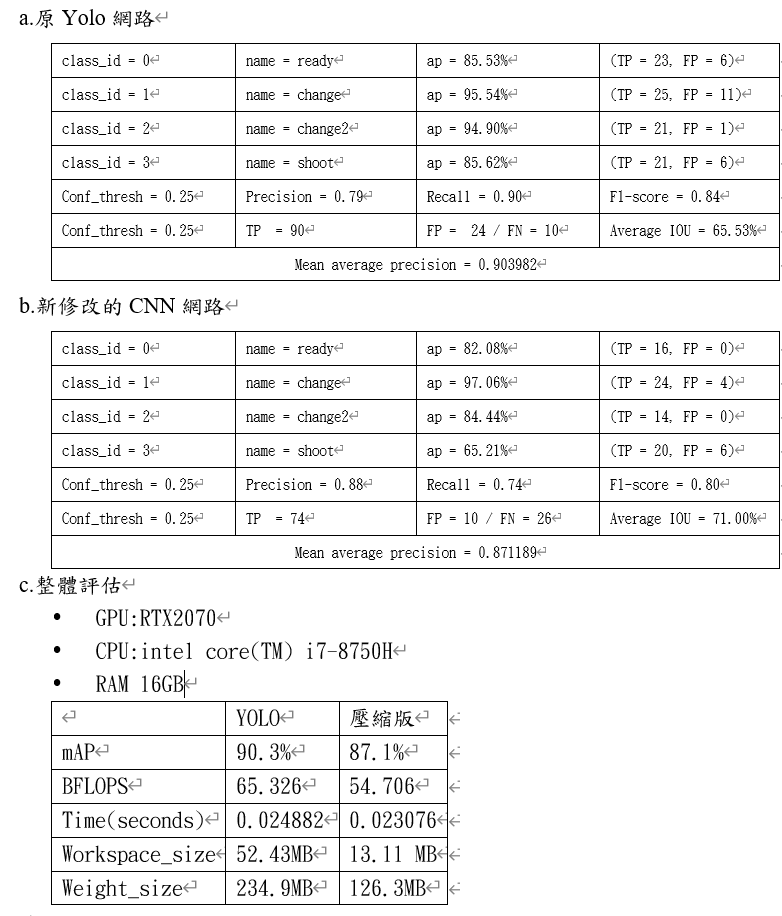 a.原 Yolo 網路
class_id = 0 name = ready ap = 85.53% (TP = 23, FP = 6)
class_id = 1 name = change ap = 95.54% (TP = 25, FP = 11)
class_id = 2 name = change2 ap = 94.90% (TP = 21, FP = 1)
class_id = 3 name = shoot ap = 85.62% (TP = 21, FP = 6)
Conf_thresh = 0.25 Precision = 0.79 Recall = 0.90 F1-score = 0.84
Conf_thresh = 0.25 TP = 90 FP = 24 / FN = 10 Average IOU = 65.53%
Mean average precision = 0.903982
b.新修改的 CNN 網路
class_id = 0 name = ready ap = 82.08% (TP = 16, FP = 0)
class_id = 1 name = change ap = 97.06% (TP = 24, FP = 4)
class_id = 2 name = change2 ap = 84.44% (TP = 14, FP = 0)
class_id = 3 name = shoot ap = 65.21% (TP = 20, FP = 6)
Conf_thresh = 0.25 Precision = 0.88 Recall = 0.74 F1-score = 0.80
Conf_thresh = 0.25 TP = 74 FP = 10 / FN = 26 Average IOU = 71.00%
Mean average precision = 0.871189
c.整體評估
• GPU:RTX2070
• CPU:intel core(TM) i7-8750H
• RAM 16GB
YOLO 壓縮版
mAP 90.3% 87.1%
BFLOPS 65.326 54.706
Time(seconds) 0.024882 0.023076
Workspace_size 52.43MB 13.11 MB
Weight_size 234.9MB 126.3MB